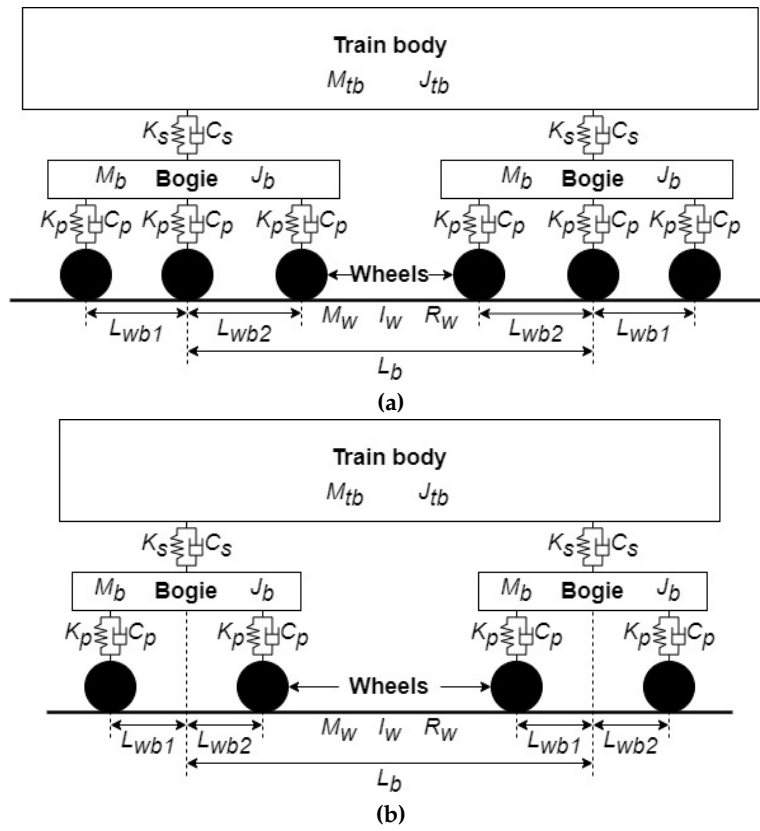 Train body
M_tb J_tb
K_s C_s K_s C_s
M_b Bogie J_b M_b Bogie J_b
K_p C_p K_p C_p K_p C_p K_p C_p K_p C_p K_p C_p
Wheels
L_wb1 L_wb2 M_w I_w R_w L_wb2 L_wb1
L_b
(a)
Train body
M_tb J_tb
K_s C_s K_s C_s
M_b Bogie J_b M_b Bogie J_b
K_p C_p K_p C_p K_p C_p K_p C_p
Wheels
L_wb1 L_wb2 M_w I_w R_w L_wb1 L_wb2
L_b
(b)